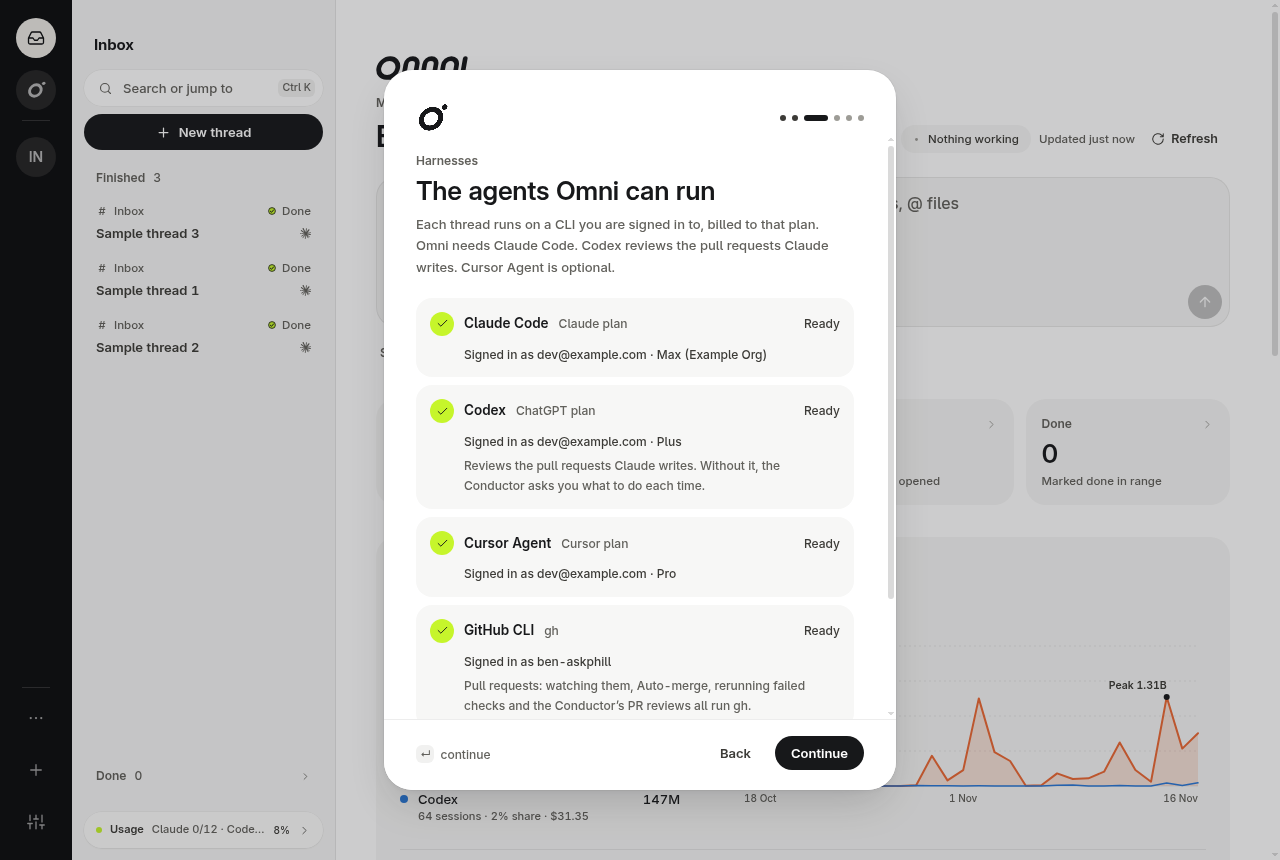 Inbox
Search or jump to
Ctrl K
New thread
Finished 3
# Inbox
Done
Sample thread 3
# Inbox
Done
Sample thread 1
# Inbox
Done
Sample thread 2
IN
Done 0
Usage Claude 0/12 · Code... 8%
Nothing working
Updated just now
Refresh
@ files
opened
Done
0
Marked done in range
Peak 1.31B
18 Oct
1 Nov
16 Nov
Codex
147M
64 sessions · 2% share · $31.35
Harnesses
The agents Omni can run
Each thread runs on a CLI you are signed in to, billed to that plan.
Omni needs Claude Code. Codex reviews the pull requests Claude
writes. Cursor Agent is optional.
Claude Code Claude plan
Ready
Signed in as dev@example.com · Max (Example Org)
Codex ChatGPT plan
Ready
Signed in as dev@example.com · Plus
Reviews the pull requests Claude writes. Without it, the
Conductor asks you what to do each time.
Cursor Agent Cursor plan
Ready
Signed in as dev@example.com · Pro
GitHub CLI gh
Ready
Signed in as ben-askphill
Pull requests: watching them, Auto-merge, rerunning failed
checks and the Conductor’s PR reviews all run gh.
continue
Back
Continue